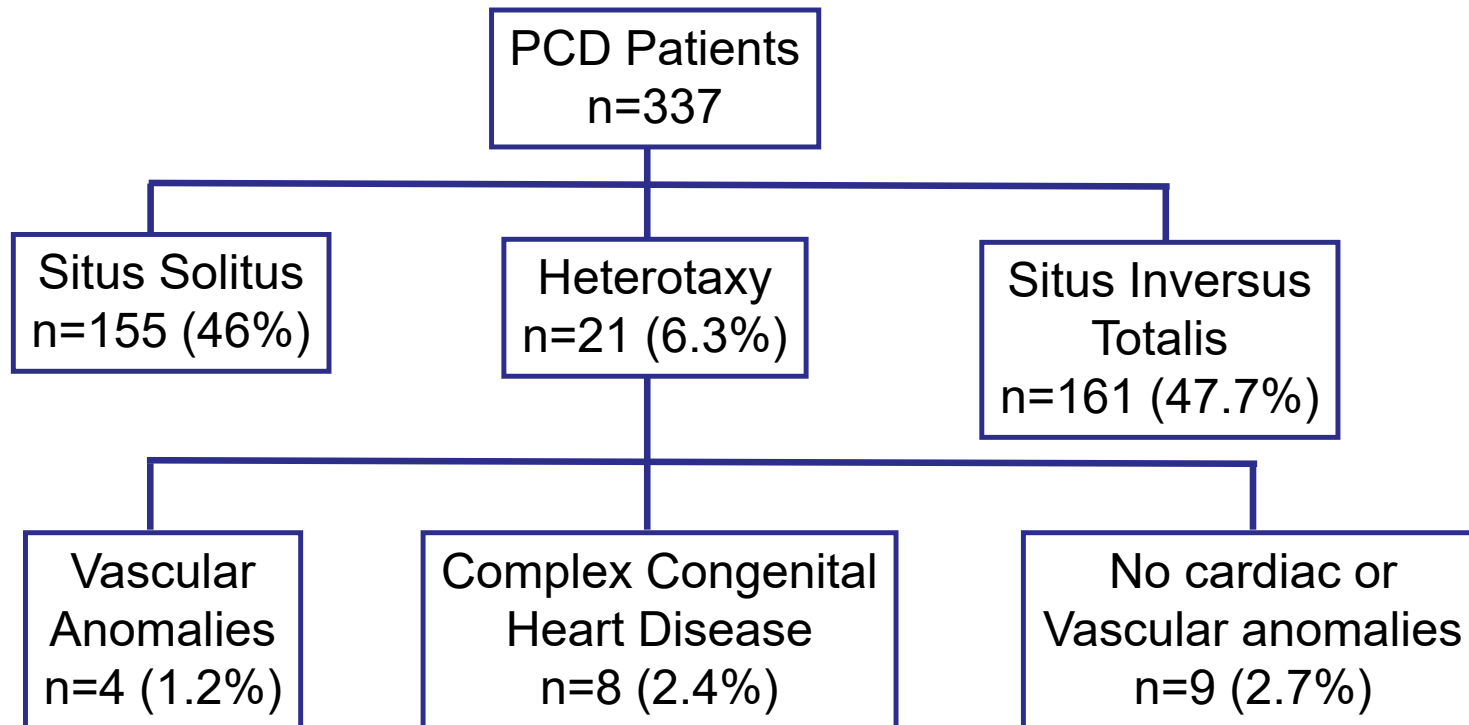 PCD Patients
n=337
Situs Solitus
n=155 (46%)
Heterotaxy
n=21 (6.3%)
Situs Inversus
Totalis
n=161 (47.7%)
Vascular
Anomalies
n=4 (1.2%)
Complex Congenital
Heart Disease
n=8 (2.4%)
No cardiac or
Vascular anomalies
n=9 (2.7%)